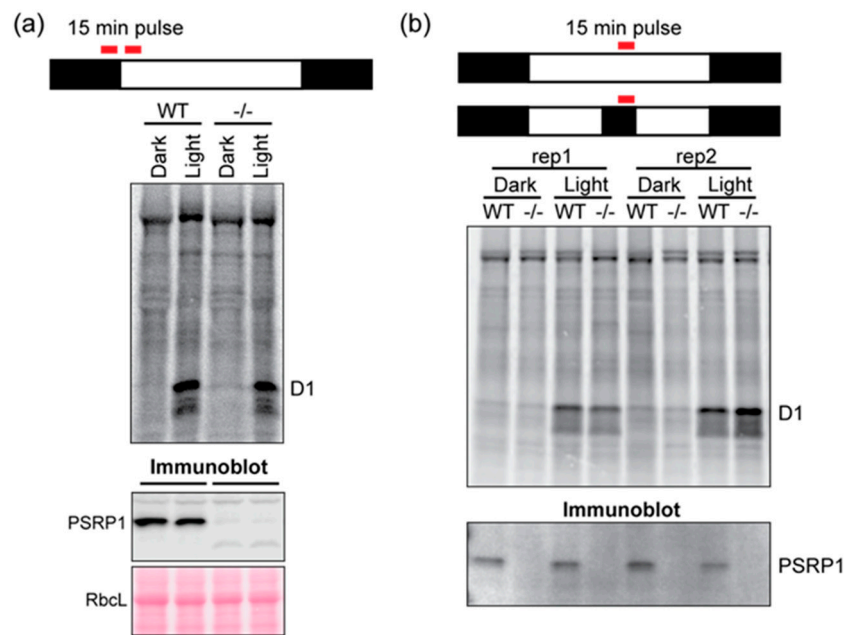 (a)
15 min pulse
WT -/-
Dark Light Dark Light
D1
Immunoblot
PSRP1
RbcL
(b)
15 min pulse
rep1 rep2
Dark Light Dark Light
WT -/- WT -/- WT -/- WT -/-
D1
Immunoblot
PSRP1